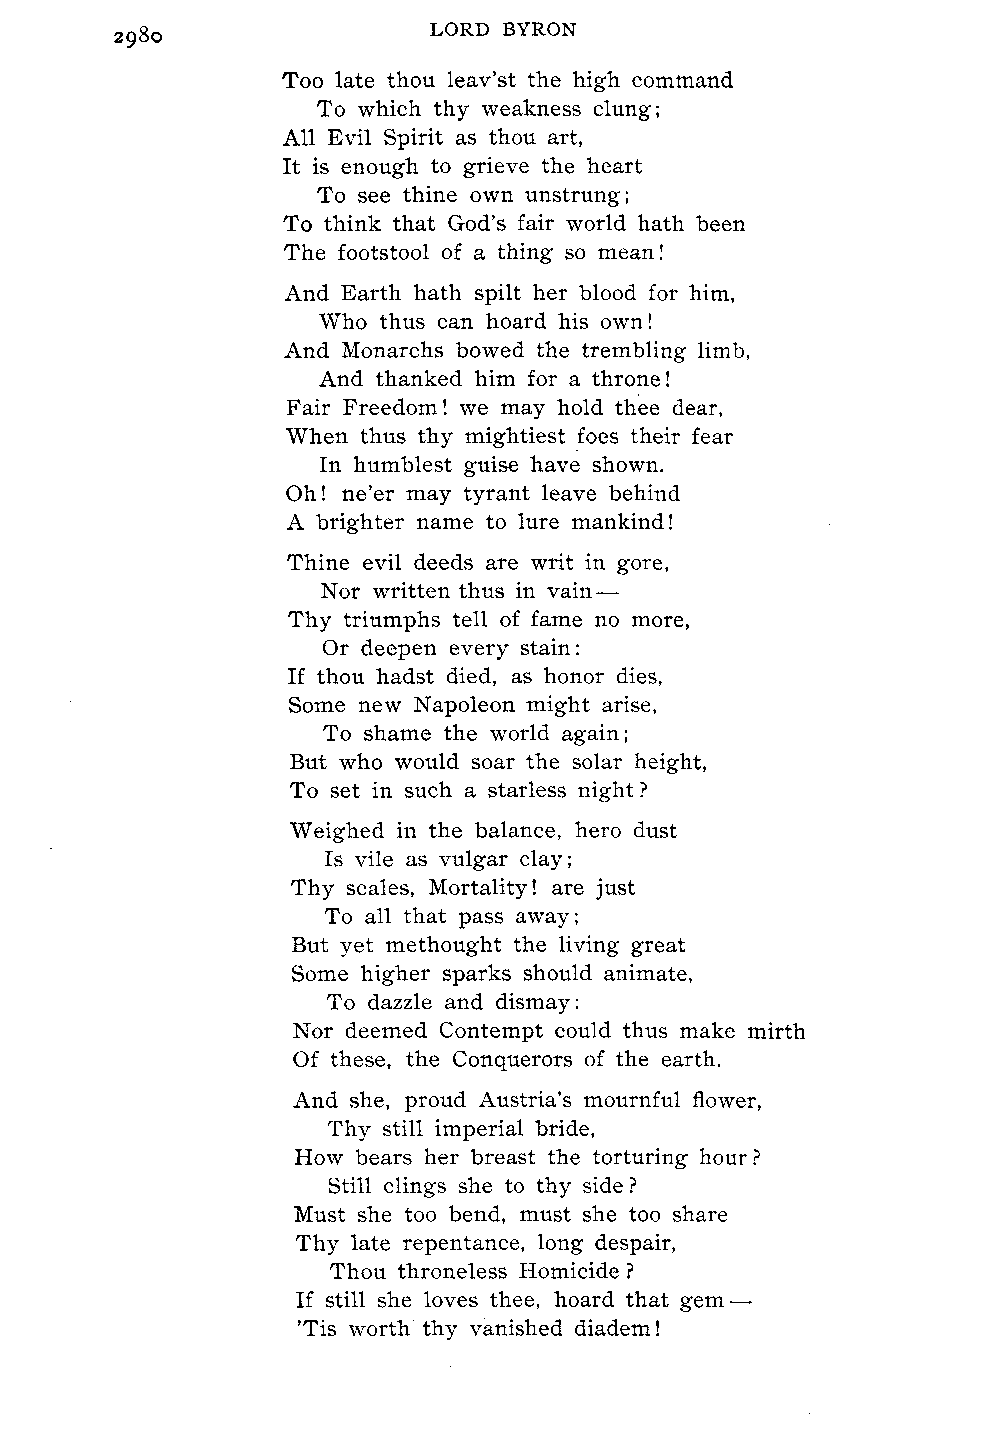 2980
LORD BYRON
Too late thou leav'st the high command
To which thy weakness clung;
All Evil Spirit as thou art,
It is enough to grieve the heart
To see thine own unstrung;
To think that God's fair world hath been
The footstool of a thing so mean!
And Earth hath spilt her blood for him,
Who thus can hoard his own!
And Monarchs bowed the trembling limb,
And thanked him for a throne!
Fair Freedom! we may hold thee dear,
When thus thy mightiest foes their fear
In humblest guise have shown.
Oh! ne'er may tyrant leave behind
A brighter name to lure mankind!
Thine evil deeds are writ in gore,
Nor written thus in vain—
Thy triumphs tell of fame no more,
Or deepen every stain:
If thou hadst died, as honor dies,
Some new Napoleon might arise,
To shame the world again;
But who would soar the solar height,
To set in such a starless night?
Weighed in the balance, hero dust
Is vile as vulgar clay;
Thy scales, Mortality! are just
To all that pass away;
But yet methought the living great
Some higher sparks should animate,
To dazzle and dismay:
Nor deemed Contempt could thus make mirth
Of these, the Conquerors of the earth.
And she, proud Austria's mournful flower,
Thy still imperial bride,
How bears her breast the torturing hour?
Still clings she to thy side?
Must she too bend, must she too share
Thy late repentance, long despair,
Thou throneless Homicide?
If still she loves thee, hoard that gem—
'Tis worth thy vanished diadem!